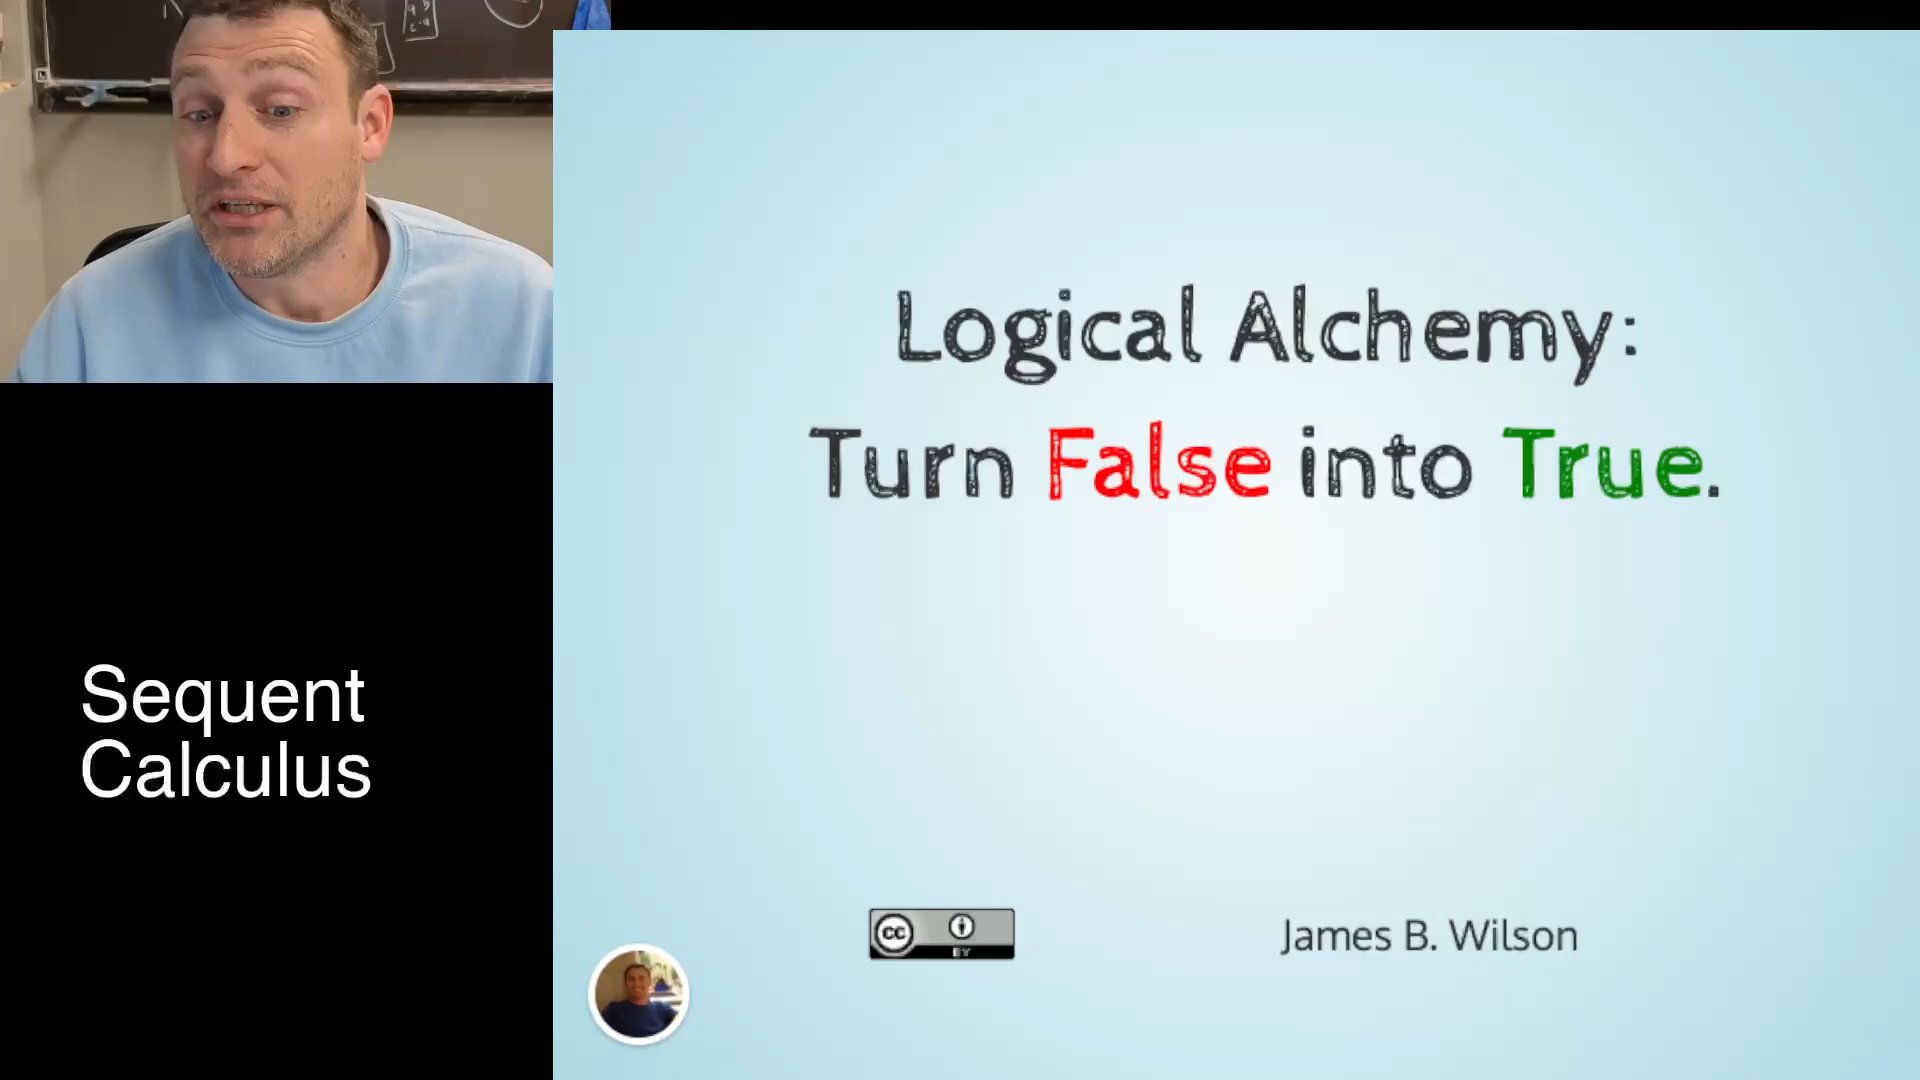 Logical Alchemy:
Turn False into True.
Sequent
Calculus
cc
BY
James B. Wilson